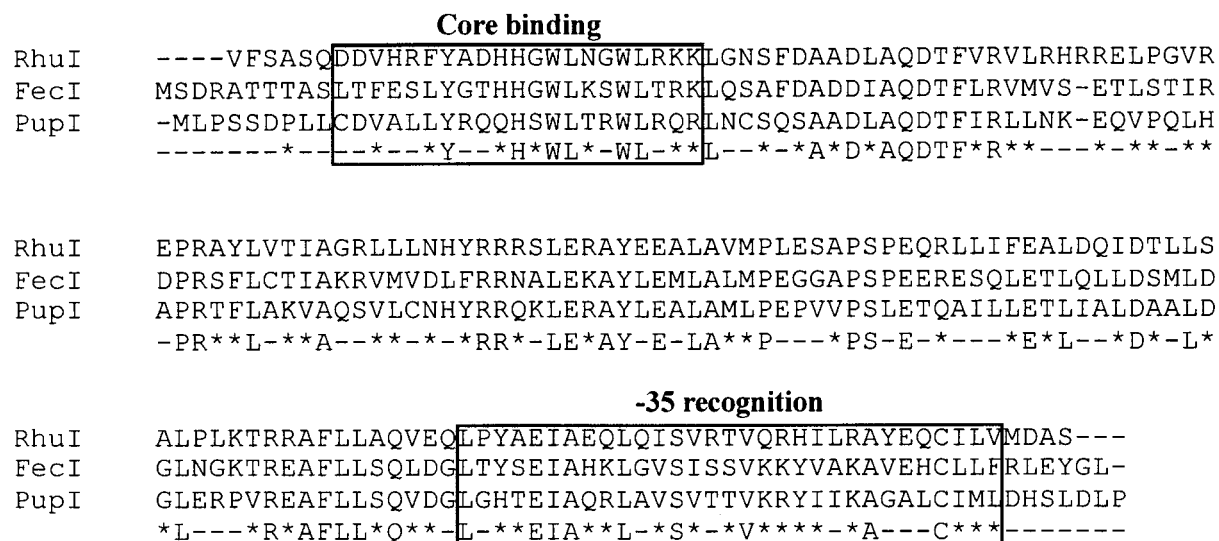 Core binding
RhuI ----VFSASQDDVHRFYADHHGWLNGWLRKKLGNSFDAADLAQDTFVRVLRHRRELPGVR
FecI MSDRATTTASLTFESLYGTHHGWLKSWLTRKLQSAFDADDIAQDTFLRVMVS-ETLSTIR
PupI -MLPSSDPLLCDVALLYRQQHSWLTRWLRQRLNCSQSAADLAQDTFIRLLNK-EQVPQLH
-------*----*--*Y--*H*WL*-WL-**L--*-*A*D*AQDTF*R**---*-**-**
RhuI EPRAYLVTIAGRLLLNHYRRRSLERAYEEALAVMPLESAPSPEQRLLIFEALDQIDTLLS
FecI DPRSFLCTIAKRVMVDLFRRNALEKAYLEMLALMPEGGAPSPEERESQLETLQLLDSMLD
PupI APRTFLAKVAQSVLCNHYRRQKLERAYLEALAMLPEPVVPSLETQAILLETLIALDAALD
-PR**L-**A--**-*-*RR*-LE*AY-E-LA**P---*PS-E-*---*E*L--*D*-L*
-35 recognition
RhuI ALPLKTRRAFLLAQVEQLPYAEIAEQLQISVRTVQRHILRAYEQCILVMDAS---
FecI GLNGKTREAFLLSQLDGLTYSEIAHKLGVSISSVKKYVAKAVEHCLLFRLEYGL-
PupI GLERPVREAFLLSQVDGLGHTEIAQRLAVSVTTVKRYIIKAGALCIMLDHSLDLP
*L---*R*AFLL*Q**-L-**EIA**L-*S*--*V****-*A---C***-------